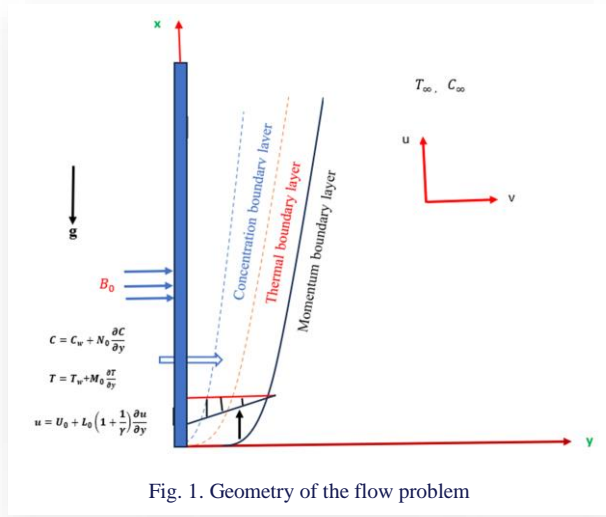 x
T∞, C∞
u
v
g
Concentration boundary layer
Thermal boundary layer
Momentum boundary layer
B₀
C = C_w + N₀ ∂C/∂y
T = T_w + M₀ ∂T/∂y
u = U₀ + L₀ (1 + 1/γ) ∂u/∂y
y
Fig. 1. Geometry of the flow problem